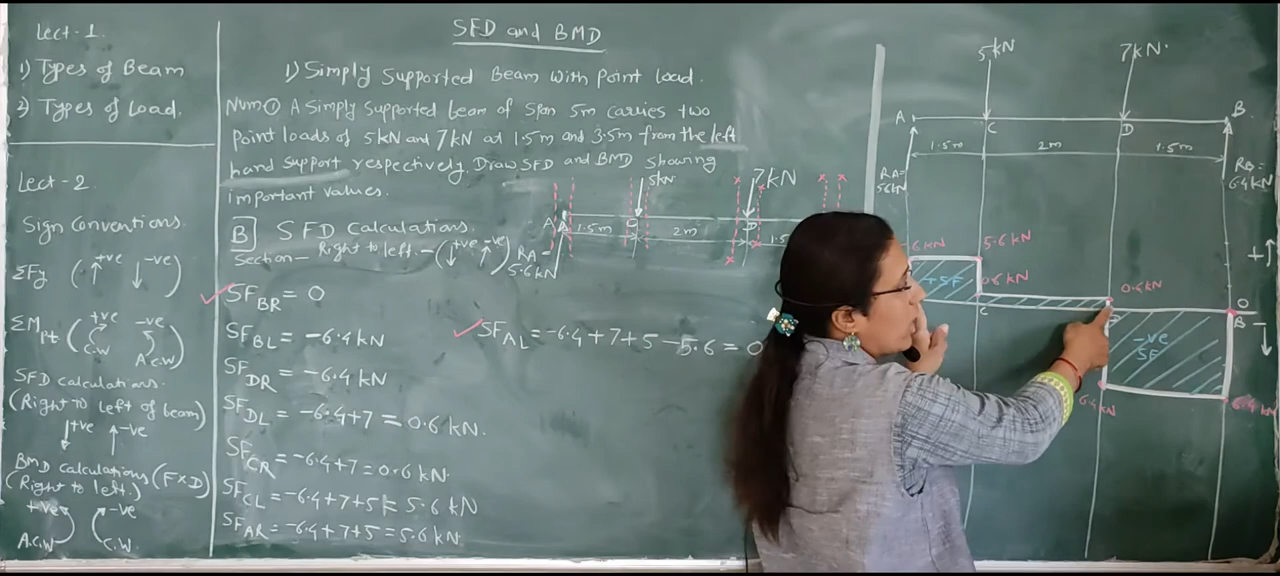 Lect-1
1) Types of Beam
2) Types of Load.
Lect-2
Sign Conventions.
ΣFy (↑+ve ↓-ve)
ΣMpt (+ve C.W -ve A.C.W)
SFD calculations.
(Right to left of beam)
↓+ve ↑-ve
BMD calculations (F×D)
(Right to left.)
+ve -ve
A.C.W C.W.
SFD and BMD
1) Simply Supported Beam with Point Load.
Num① A Simply Supported beam of Span 5m carries two
point loads of 5kN and 7kN at 1.5m and 3.5m from the left
hand support respectively. Draw SFD and BMD Showing
important values.
B SFD Calculations.
Section - Right to left - (↓+ve ↑-ve)
SF BR = 0
SF BL = -6.4 kN
SF DR = -6.4 kN
SF DL = -6.4+7 = 0.6 kN.
SF CR = -6.4+7 = 0.6 kN.
SF CL = -6.4+7+5 = 5.6 kN
SF AR = -6.4+7+5 = 5.6 kN.
SF AL = -6.4+7+5-5.6 = 0
5kN 7kN
A C D
1.5m 2m 1.5
RA=
5.6kN
5kN 7kN.
A C D B
1.5m 2m 1.5m
RA=
5.6kN
RB=
6.4kN
6 kN 5.6 kN
+ +SF 0.6kN 0.6kN
C 0
B
+↑
-↓
-ve
SF
6.4 6.4